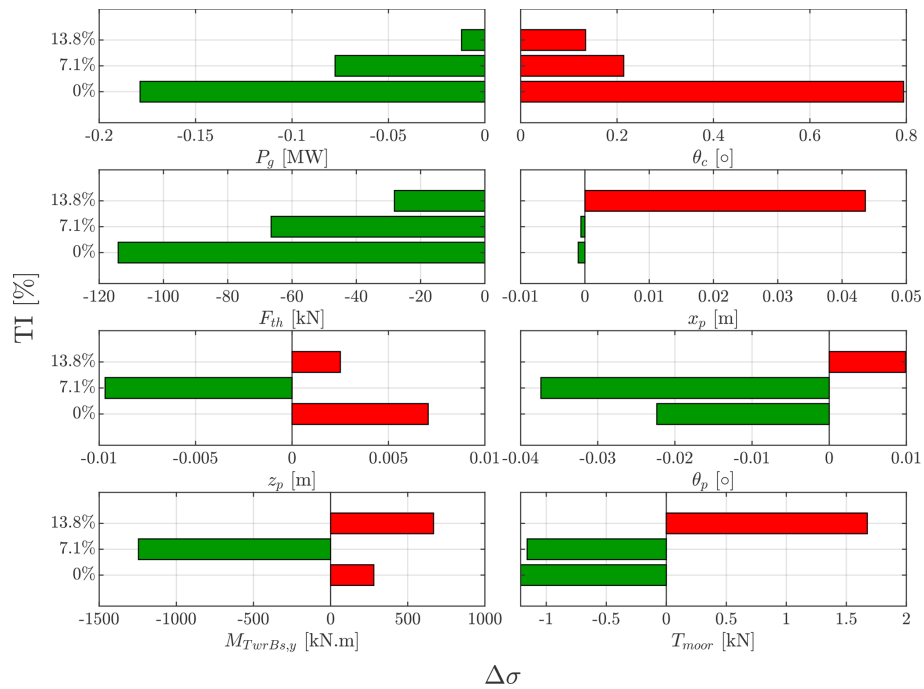 13.8%
7.1%
0%
-0.2 -0.15 -0.1 -0.05 0
P_g [MW]
0 0.2 0.4 0.6 0.8
θ_c [∘]
13.8%
7.1%
0%
-120 -100 -80 -60 -40 -20 0
F_th [kN]
-0.01 0 0.01 0.02 0.03 0.04 0.05
x_p [m]
TI [%]
13.8%
7.1%
0%
-0.01 -0.005 0 0.005 0.01
z_p [m]
-0.04 -0.03 -0.02 -0.01 0 0.01
θ_p [∘]
13.8%
7.1%
0%
-1500 -1000 -500 0 500 1000
M_TwrBs,y [kN.m]
-1 -0.5 0 0.5 1 1.5 2
T_moor [kN]
Δσ